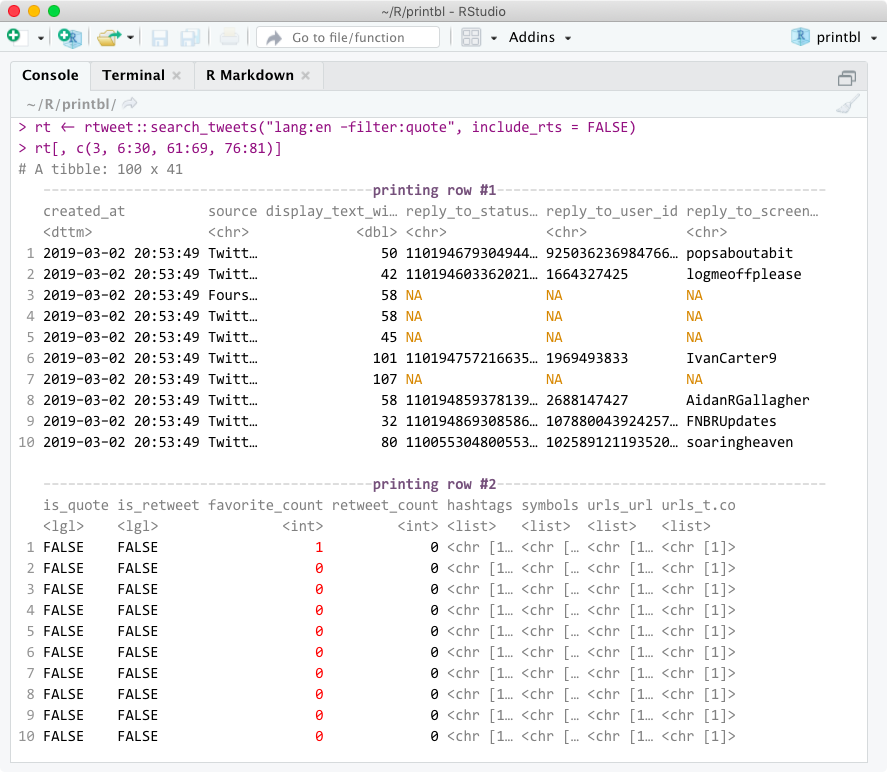 ~/R/printbl - RStudio
Go to file/function
Addins
printbl
Console Terminal R Markdown
~/R/printbl/
> rt <- rtweet::search_tweets("lang:en -filter:quote", include_rts = FALSE)
> rt[, c(3, 6:30, 61:69, 76:81)]
# A tibble: 100 x 41
----------------------------------------printing row #1----------------------------------------
created_at source display_text_wi… reply_to_status… reply_to_user_id reply_to_screen…
<dttm> <chr> <dbl> <chr> <chr> <chr>
1 2019-03-02 20:53:49 Twitt… 50 110194679304944… 925036236984766… popsaboutabit
2 2019-03-02 20:53:49 Twitt… 42 110194603362021… 1664327425 logmeoffplease
3 2019-03-02 20:53:49 Fours… 58 NA NA NA
4 2019-03-02 20:53:49 Twitt… 58 NA NA NA
5 2019-03-02 20:53:49 Twitt… 45 NA NA NA
6 2019-03-02 20:53:49 Twitt… 101 110194757216635… 1969493833 IvanCarter9
7 2019-03-02 20:53:49 Twitt… 107 NA NA NA
8 2019-03-02 20:53:49 Twitt… 58 110194859378139… 2688147427 AidanRGallagher
9 2019-03-02 20:53:49 Twitt… 32 110194869308586… 107880043924257… FNBRUpdates
10 2019-03-02 20:53:49 Twitt… 80 110055304800553… 102589121193520… soaringheaven
----------------------------------------printing row #2----------------------------------------
is_quote is_retweet favorite_count retweet_count hashtags symbols urls_url urls_t.co
<lgl> <lgl> <int> <int> <list> <list> <list> <list>
1 FALSE FALSE 1 0 <chr [1… <chr [… <chr [1… <chr [1]>
2 FALSE FALSE 0 0 <chr [1… <chr [… <chr [1… <chr [1]>
3 FALSE FALSE 0 0 <chr [1… <chr [… <chr [1… <chr [1]>
4 FALSE FALSE 0 0 <chr [1… <chr [… <chr [1… <chr [1]>
5 FALSE FALSE 0 0 <chr [1… <chr [… <chr [1… <chr [1]>
6 FALSE FALSE 0 0 <chr [1… <chr [… <chr [1… <chr [1]>
7 FALSE FALSE 0 0 <chr [1… <chr [… <chr [1… <chr [1]>
8 FALSE FALSE 0 0 <chr [1… <chr [… <chr [1… <chr [1]>
9 FALSE FALSE 0 0 <chr [1… <chr [… <chr [1… <chr [1]>
10 FALSE FALSE 0 0 <chr [1… <chr [… <chr [1… <chr [1]>